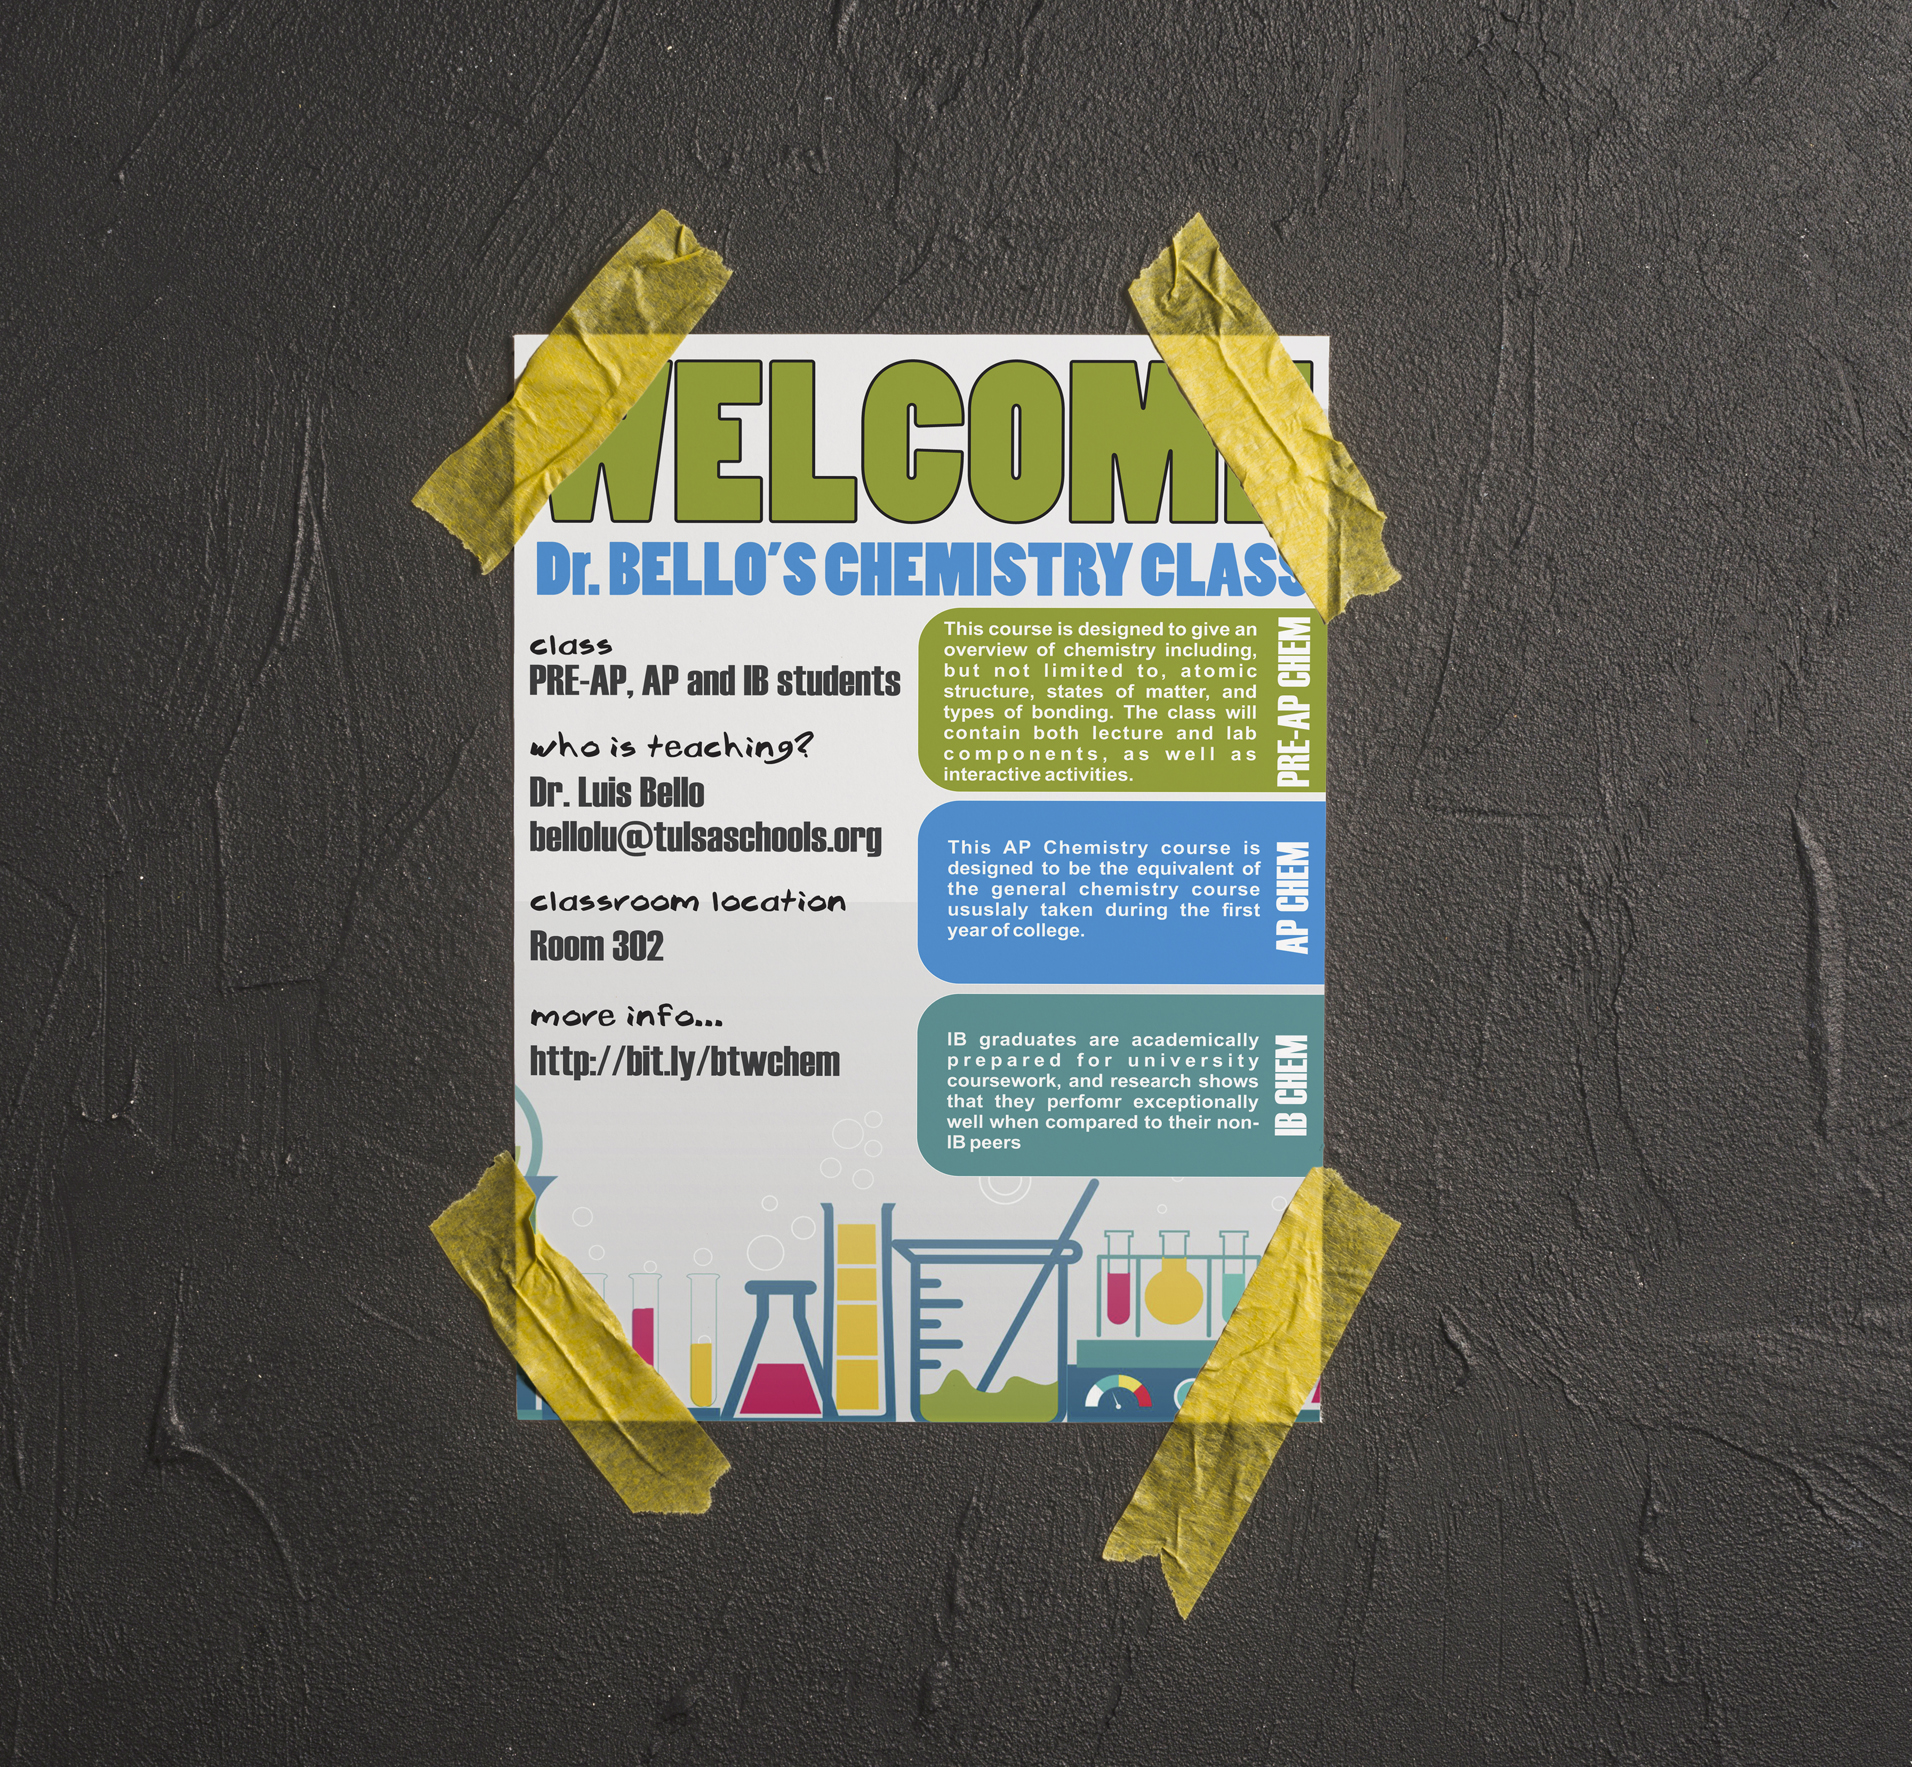 WELCOME
Dr. BELLO'S CHEMISTRY CLASS
class
PRE-AP, AP and IB students
who is teaching?
Dr. Luis Bello
bellolu@tulsaschools.org
classroom location
Room 302
more info...
http://bit.ly/btwchem
This course is designed to give an
overview of chemistry including,
but not limited to, atomic
structure, states of matter, and
types of bonding. The class will
contain both lecture and lab
components, as well as
interactive activities.
PRE-AP CHEM
This AP Chemistry course is
designed to be the equivalent of
the general chemistry course
ususlaly taken during the first
year of college.
AP CHEM
IB graduates are academically
prepared for university
coursework, and research shows
that they perfomr exceptionally
well when compared to their non-
IB peers
IB CHEM